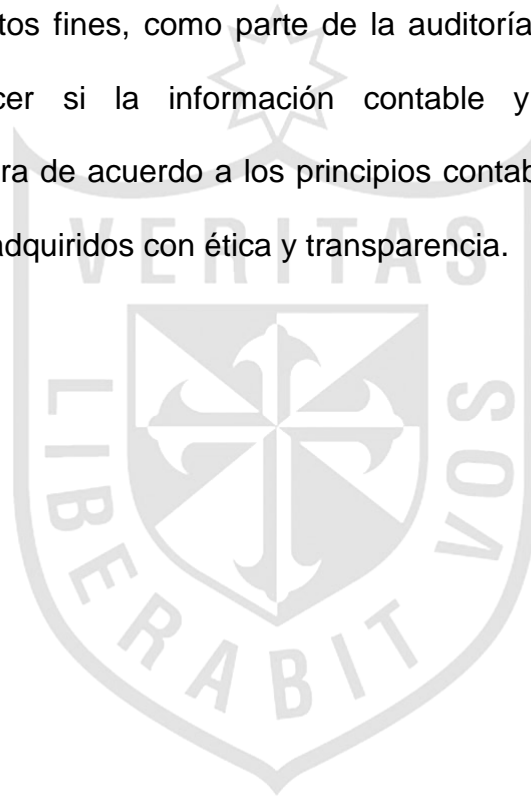 tos fines, como parte de la auditoría
cer si la información contable y
ra de acuerdo a los principios contab
adquiridos con ética y transparencia.
VERITAS
LIBERABIT
VOS